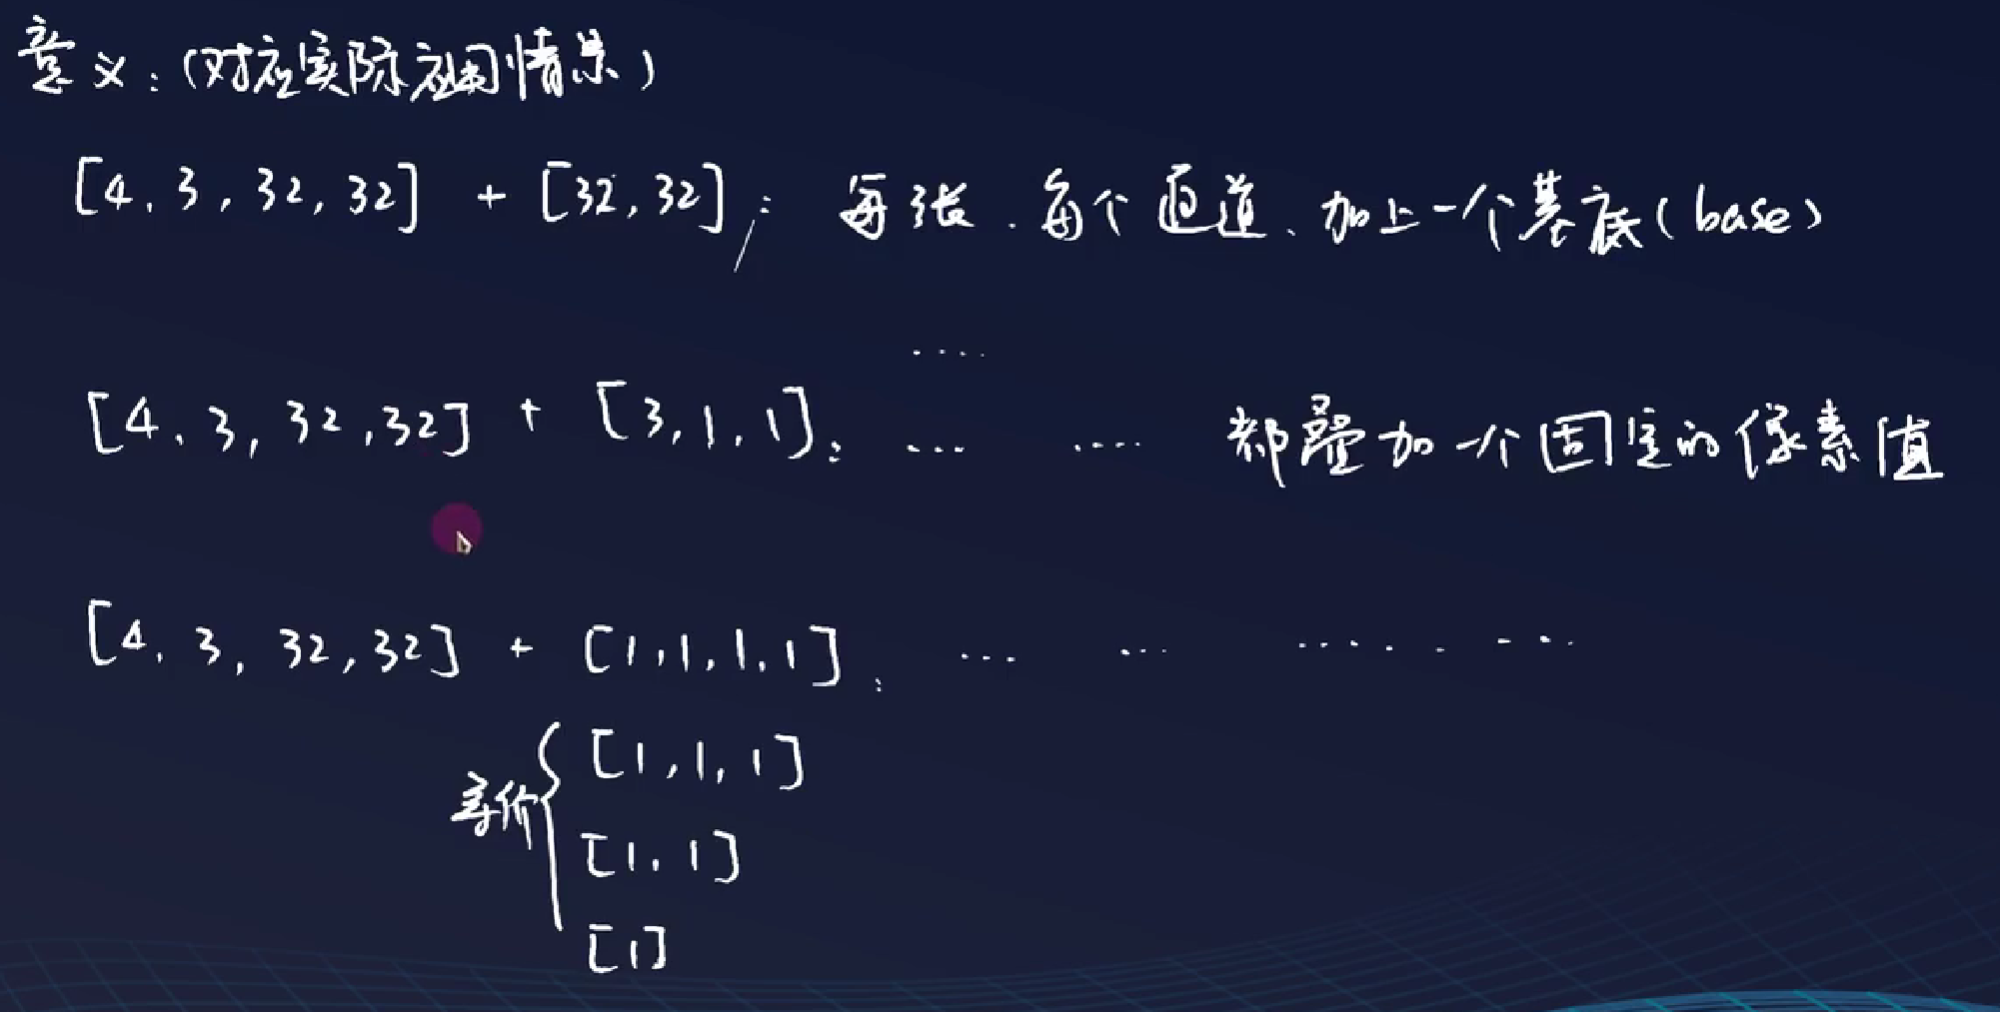 意义：（对应实际应用情景）
[4, 3, 32, 32] + [32, 32]： 每张、每个通道、加上一个基底（base）
....
[4, 3, 32, 32] + [3, 1, 1]： ... .... 都叠加一个固定的像素值
[4, 3, 32, 32] + [1, 1, 1, 1]： ... ... .... . ....
[1, 1, 1]
等价
[1, 1]
[1]